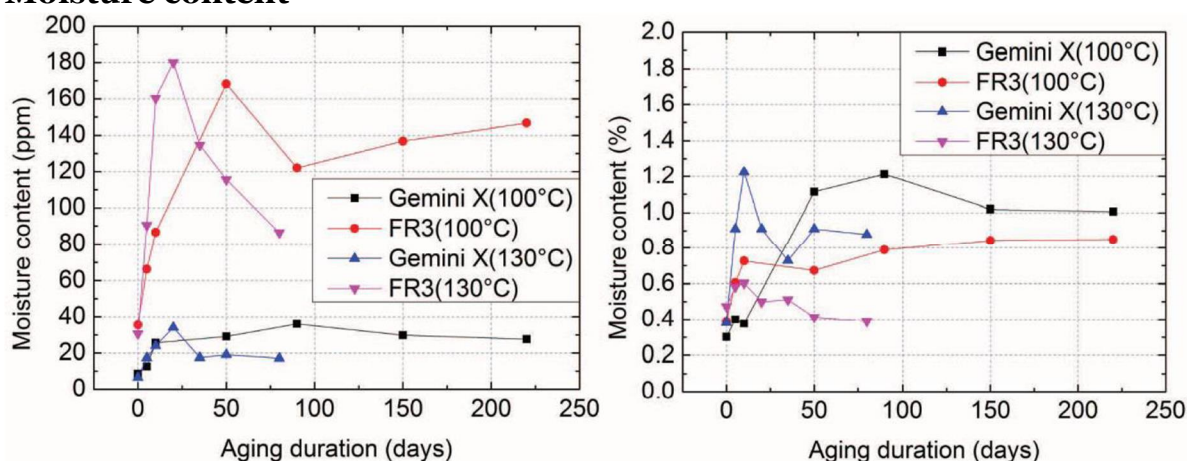 Moisture content
200
180
160
140
120
100
80
60
40
20
0
Moisture content (ppm)
Gemini X(100°C)
FR3(100°C)
Gemini X(130°C)
FR3(130°C)
0 50 100 150 200 250
Aging duration (days)
2.0
1.8
1.6
1.4
1.2
1.0
0.8
0.6
0.4
0.2
0.0
Moisture content (%)
Gemini X(100°C)
FR3(100°C)
Gemini X(130°C)
FR3(130°C)
0 50 100 150 200 250
Aging duration (days)